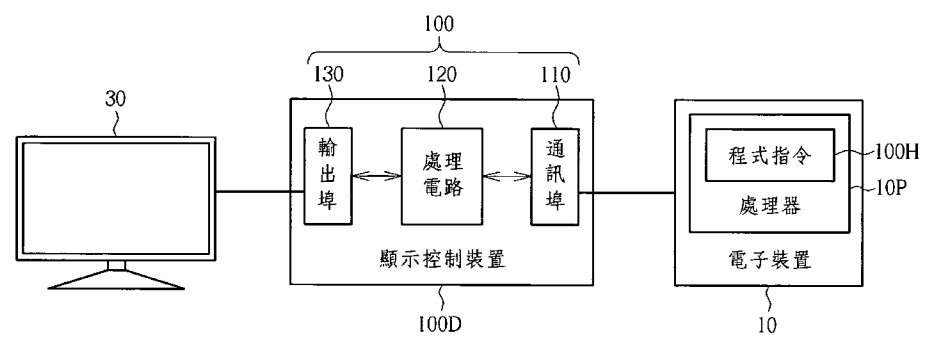 100
30
130
120
110
輸出埠
處理
電路
通訊埠
程式指令
100H
處理器
10P
顯示控制裝置
電子裝置
100D
10